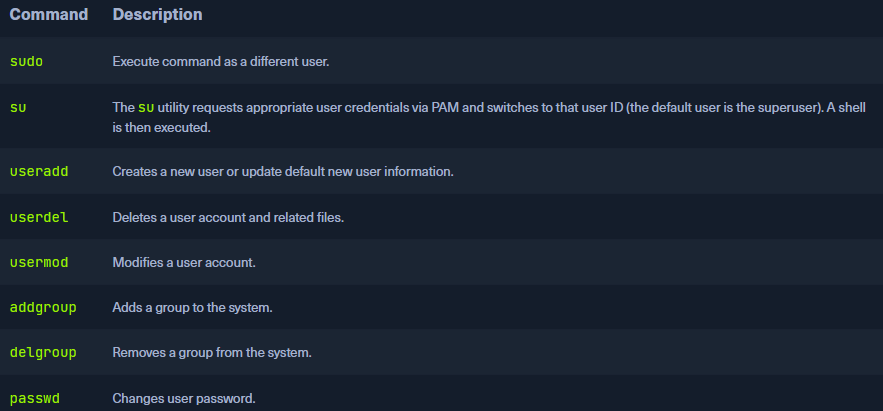 Command Description
sudo Execute command as a different user.
su The su utility requests appropriate user credentials via PAM and switches to that user ID (the default user is the superuser). A shell
is then executed.
useradd Creates a new user or update default new user information.
userdel Deletes a user account and related files.
usermod Modifies a user account.
addgroup Adds a group to the system.
delgroup Removes a group from the system.
passwd Changes user password.